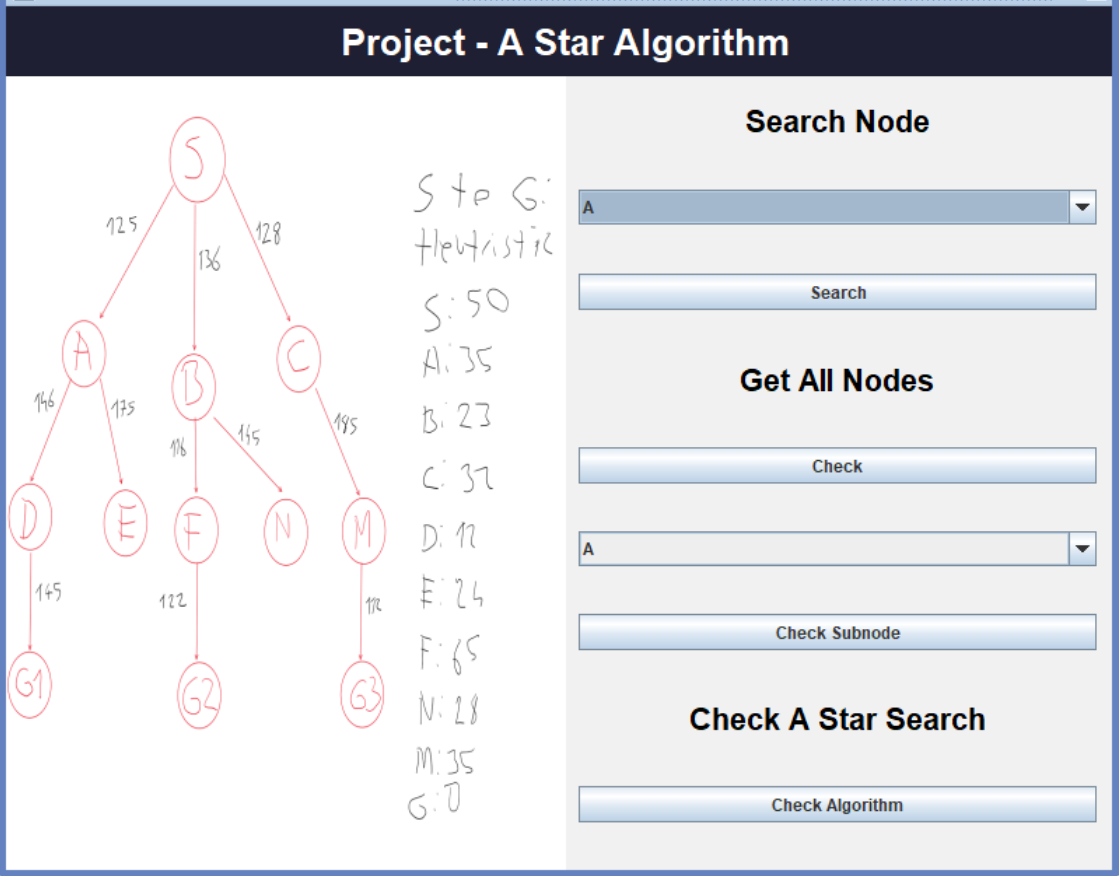 Project - A Star Algorithm
S
125
136
128
A
B
C
146
175
116
145
185
D
E
F
N
M
145
122
112
G1
G2
G3
S to G:
Heutristic
S: 50
A: 35
B: 23
C: 32
D: 12
E: 24
F: 65
N: 28
M: 35
G: 0
Search Node
A
Search
Get All Nodes
Check
A
Check Subnode
Check A Star Search
Check Algorithm